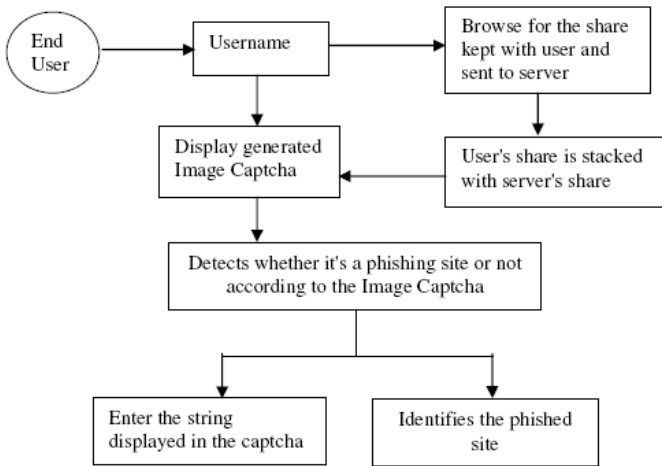 End
User
Username
Browse for the share
kept with user and
sent to server
Display generated
Image Captcha
User's share is stacked
with server's share
Detects whether it's a phishing site or not
according to the Image Captcha
Enter the string
displayed in the captcha
Identifies the phished
site